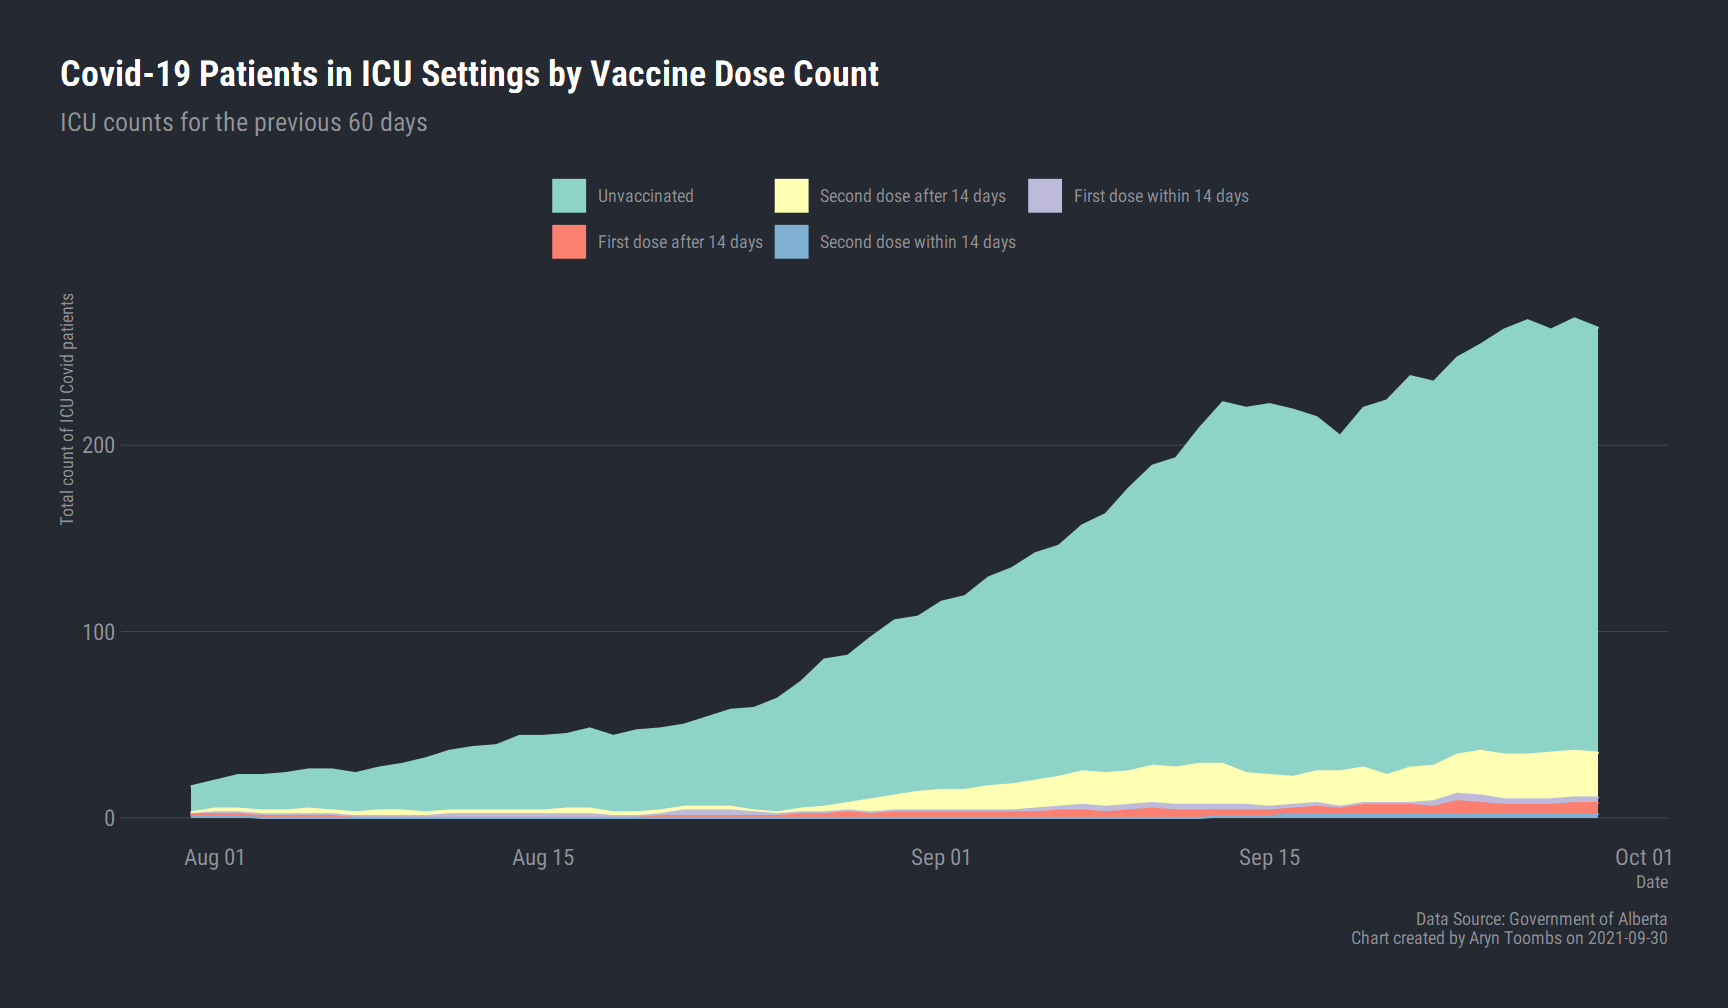 Covid-19 Patients in ICU Settings by Vaccine Dose Count
ICU counts for the previous 60 days
Unvaccinated
Second dose after 14 days
First dose within 14 days
First dose after 14 days
Second dose within 14 days
Total count of ICU Covid patients
200
100
0
Aug 01
Aug 15
Sep 01
Sep 15
Oct 01
Date
Data Source: Government of Alberta
Chart created by Aryn Toombs on 2021-09-30